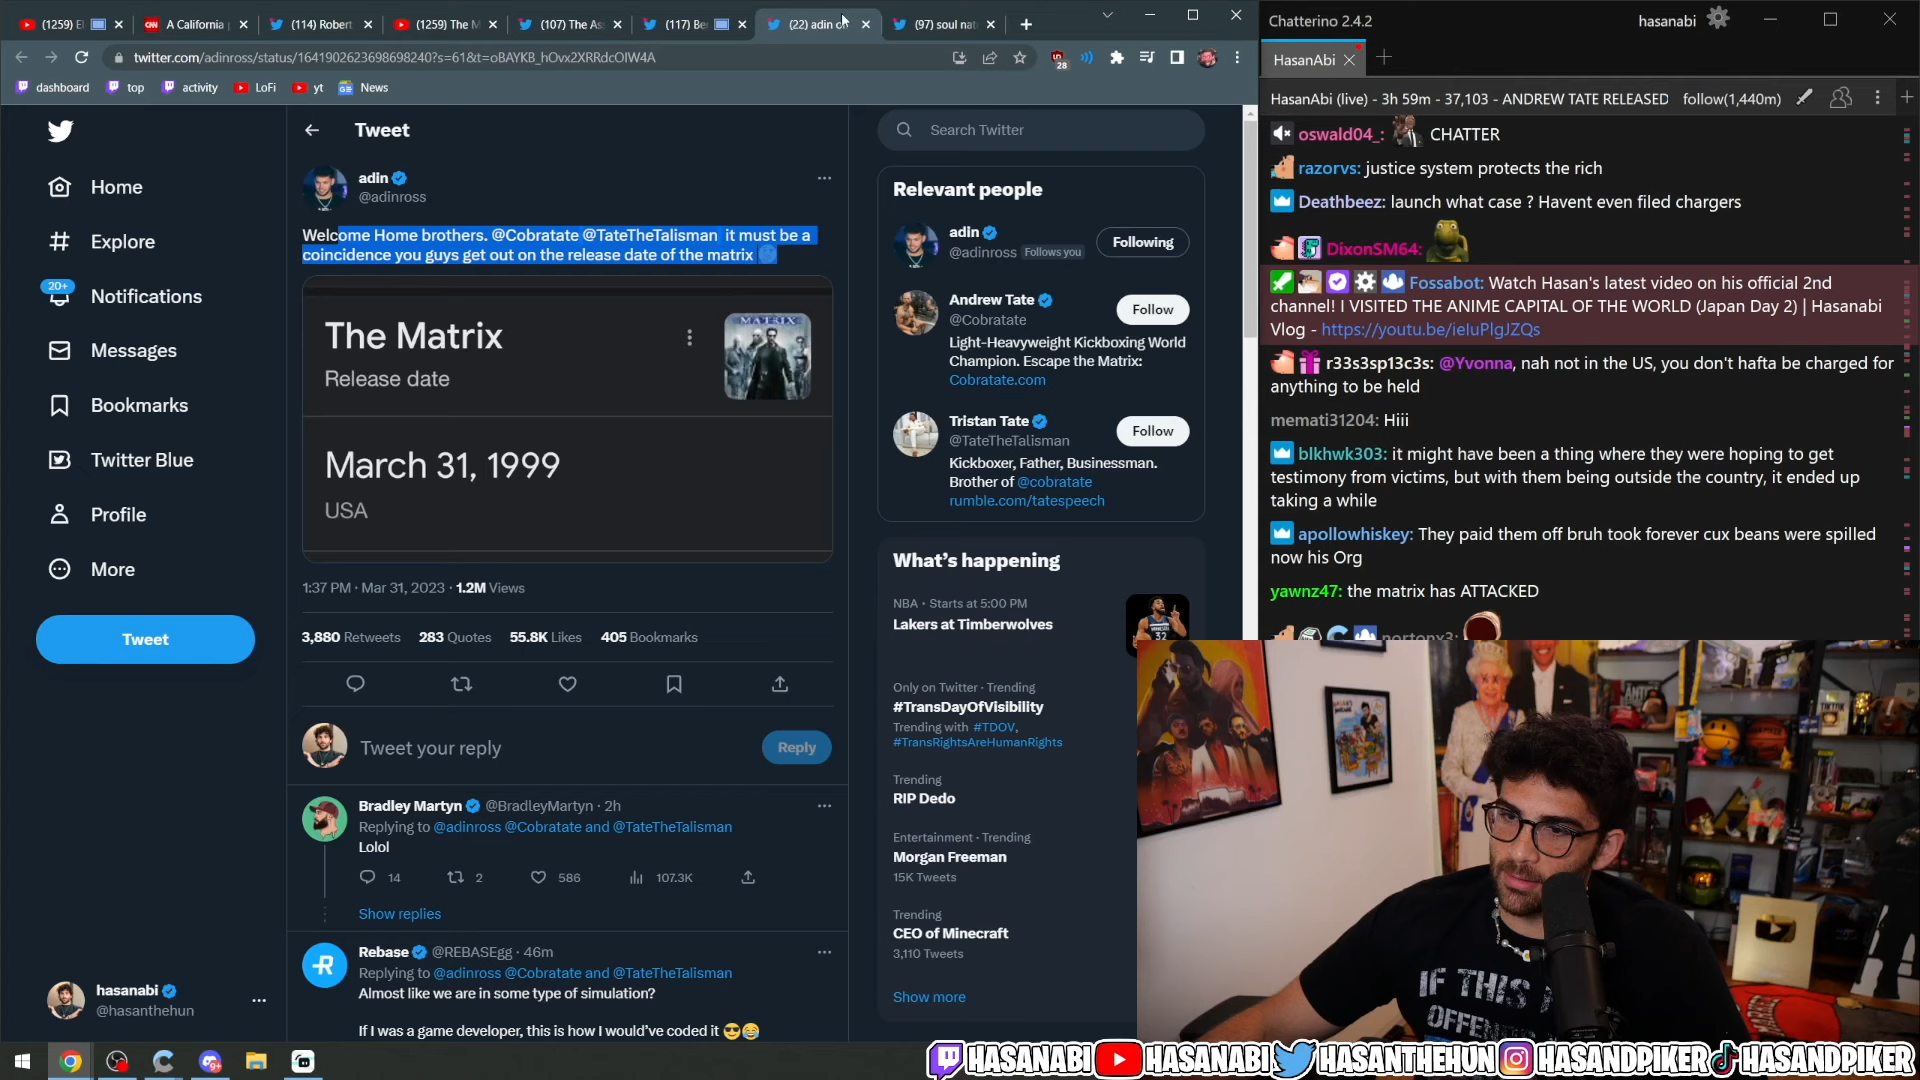 (1259) El
A California
(114) Robert
(1259) The M
(107) The As
(117) Be
(22) adin o
(97) soul nat
twitter.com/adinross/status/1641902623698698240?s=61&t=oBAYKB_hOvx2XRRdcOIW4A
28
dashboard
top
activity
LoFi
yt
News
Home
Explore
20+
Notifications
Messages
Bookmarks
Twitter Blue
Profile
More
Tweet
hasanabi
@hasanthehun
Tweet
adin
@adinross
Welcome Home brothers. @Cobratate @TateTheTalisman it must be a
coincidence you guys get out on the release date of the matrix
The Matrix
Release date
MATRIX
March 31, 1999
USA
1:37 PM · Mar 31, 2023 · 1.2M Views
3,880 Retweets 283 Quotes 55.8K Likes 405 Bookmarks
Tweet your reply
Reply
Bradley Martyn @BradleyMartyn · 2h
Replying to @adinross @Cobratate and @TateTheTalisman
Lolol
14 2 586 107.3K
Show replies
Rebase @REBASEgg · 46m
Replying to @adinross @Cobratate and @TateTheTalisman
Almost like we are in some type of simulation?
If I was a game developer, this is how I would've coded it 😎😂
Search Twitter
Relevant people
adin
@adinross Follows you
Following
Andrew Tate
@Cobratate
Follow
Light-Heavyweight Kickboxing World
Champion. Escape the Matrix:
Cobratate.com
Tristan Tate
@TateTheTalisman
Follow
Kickboxer, Father, Businessman.
Brother of @cobratate
rumble.com/tatespeech
What's happening
NBA · Starts at 5:00 PM
Lakers at Timberwolves
32
Only on Twitter · Trending
#TransDayOfVisibility
Trending with #TDOV,
#TransRightsAreHumanRights
Trending
RIP Dedo
Entertainment · Trending
Morgan Freeman
15K Tweets
Trending
CEO of Minecraft
3,110 Tweets
Show more
Chatterino 2.4.2
hasanabi
HasanAbi
HasanAbi (live) - 3h 59m - 37,103 - ANDREW TATE RELEASED
follow(1,440m)
oswald04_: CHATTER
razorvs: justice system protects the rich
Deathbeez: launch what case ? Havent even filed chargers
DixonSM64:
Fossabot: Watch Hasan's latest video on his official 2nd
channel! I VISITED THE ANIME CAPITAL OF THE WORLD (Japan Day 2) | Hasanabi
Vlog - https://youtu.be/ieIuPlgJZQs
r33s3sp13c3s: @Yvonna, nah not in the US, you don't hafta be charged for
anything to be held
memati31204: Hiii
blkhwk303: it might have been a thing where they were hoping to get
testimony from victims, but with them being outside the country, it ended up
taking a while
apollowhiskey: They paid them off bruh took forever cux beans were spilled
now his Org
yawnz47: the matrix has ATTACKED
nortonx3:
IF THIS
OFFEN
HASANABI
HASANABI
HASANTHEHUN
HASANDPIKER
HASANDPIKER